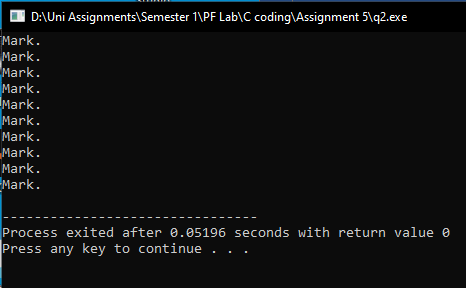 D:\Uni Assignments\Semester 1\PF Lab\C coding\Assignment 5\q2.exe
Mark.
Mark.
Mark.
Mark.
Mark.
Mark.
Mark.
Mark.
Mark.
Mark.
--------------------------------
Process exited after 0.05196 seconds with return value 0
Press any key to continue . . .